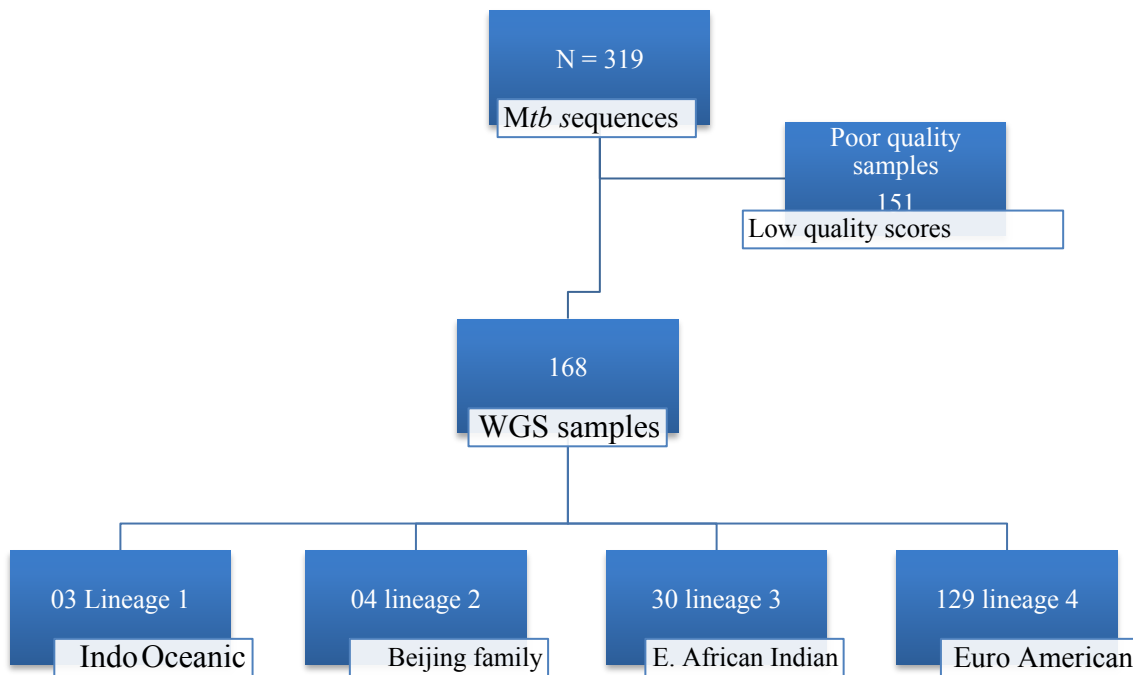 N = 319
Mtb sequences
Poor quality
samples
151
Low quality scores
168
WGS samples
03 Lineage 1
Indo Oceanic
04 lineage 2
Beijing family
30 lineage 3
E. African Indian
129 lineage 4
Euro American